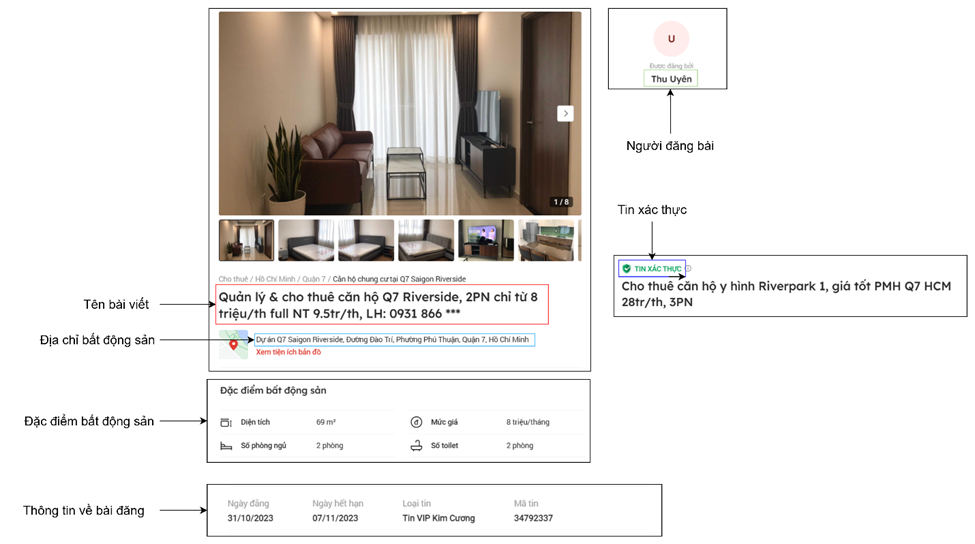 U
Được đăng bởi
Thu Uyên
Người đăng bài
1 / 8
Tin xác thực
TIN XÁC THỰC
Cho thuê căn hộ y hình Riverpark 1, giá tốt PMH Q7 HCM
28tr/th, 3PN
Cho thuê / Hồ Chí Minh / Quận 7 / Căn hộ chung cư tại Q7 Saigon Riverside
Tên bài viết
Quản lý & cho thuê căn hộ Q7 Riverside, 2PN chỉ từ 8
triệu/th full NT 9.5tr/th, LH: 0931 866 ***
Địa chỉ bất động sản
Dự án Q7 Saigon Riverside, Đường Đào Trí, Phường Phú Thuận, Quận 7, Hồ Chí Minh
Xem tiện ích bản đồ
Đặc điểm bất động sản
Đặc điểm bất động sản
Diện tích 69 m² Mức giá 8 triệu/tháng
Số phòng ngủ 2 phòng Số toilet 2 phòng
Thông tin về bài đăng
Ngày đăng Ngày hết hạn Loại tin Mã tin
31/10/2023 07/11/2023 Tin VIP Kim Cương 34792337